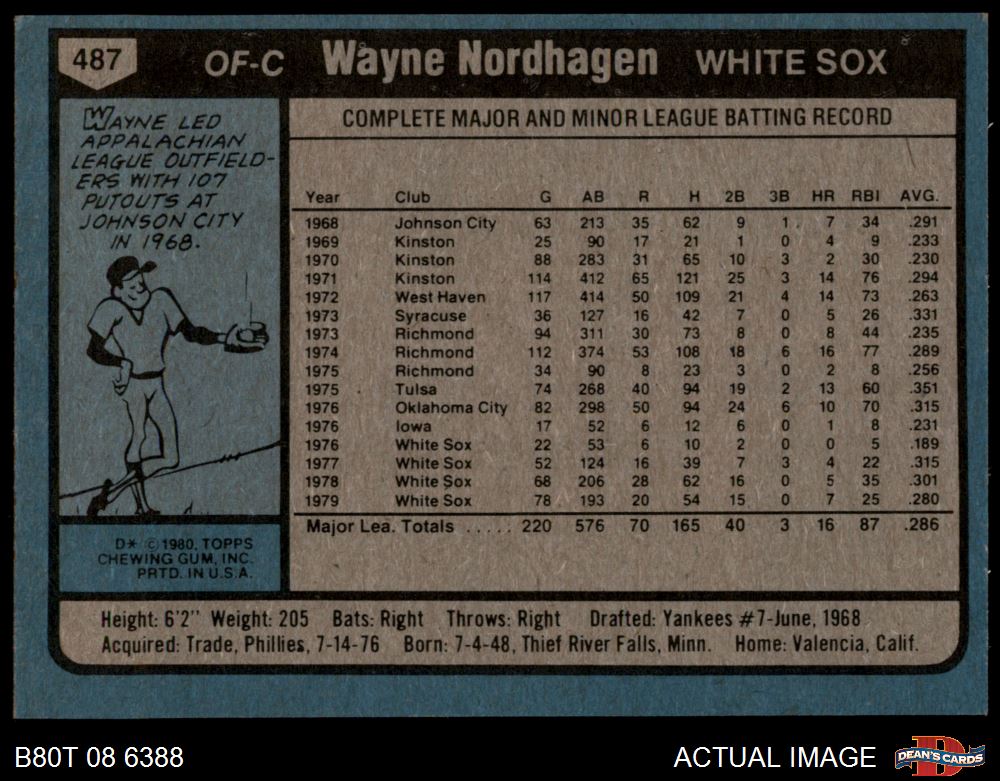 487 OF-C Wayne Nordhagen WHITE SOX
WAYNE LED
APPALACHIAN
LEAGUE OUTFIELD-
ERS WITH 107
PUTOUTS AT
JOHNSON CITY
IN 1968.
COMPLETE MAJOR AND MINOR LEAGUE BATTING RECORD
Year Club G AB R H 2B 3B HR RBI AVG.
1968 Johnson City 63 213 35 62 9 1 7 34 .291
1969 Kinston 25 90 17 21 1 0 4 9 .233
1970 Kinston 88 283 31 65 10 3 2 30 .230
1971 Kinston 114 412 65 121 25 3 14 76 .294
1972 West Haven 117 414 50 109 21 4 14 73 .263
1973 Syracuse 36 127 16 42 7 0 5 26 .331
1973 Richmond 94 311 30 73 8 0 8 44 .235
1974 Richmond 112 374 53 108 18 6 16 77 .289
1975 Richmond 34 90 8 23 3 0 2 8 .256
1975 Tulsa 74 268 40 94 19 2 13 60 .351
1976 Oklahoma City 82 298 50 94 24 6 10 70 .315
1976 Iowa 17 52 6 12 6 0 1 8 .231
1976 White Sox 22 53 6 10 2 0 0 5 .189
1977 White Sox 52 124 16 39 7 3 4 22 .315
1978 White Sox 68 206 28 62 16 0 5 35 .301
1979 White Sox 78 193 20 54 15 0 7 25 .280
Major Lea. Totals ..... 220 576 70 165 40 3 16 87 .286
D* ©1980, TOPPS
CHEWING GUM, INC.
PRTD. IN U.S.A.
Height: 6'2" Weight: 205 Bats: Right Throws: Right Drafted: Yankees #7-June, 1968
Acquired: Trade, Phillies, 7-14-76 Born: 7-4-48, Thief River Falls, Minn. Home: Valencia, Calif.
B80T 08 6388 ACTUAL IMAGE D DEAN'S CARDS